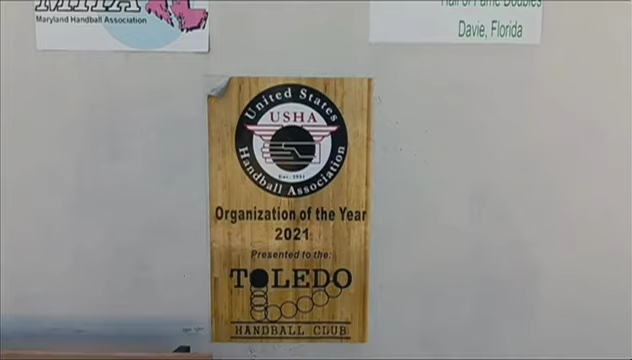 MHA
Maryland Handball Association
Hall of Fame Doubles
Davie, Florida
United States
USHA
Est. 1951
Handball Association
Organization of the Year
2021
Presented to the:
TOLEDO
HANDBALL CLUB